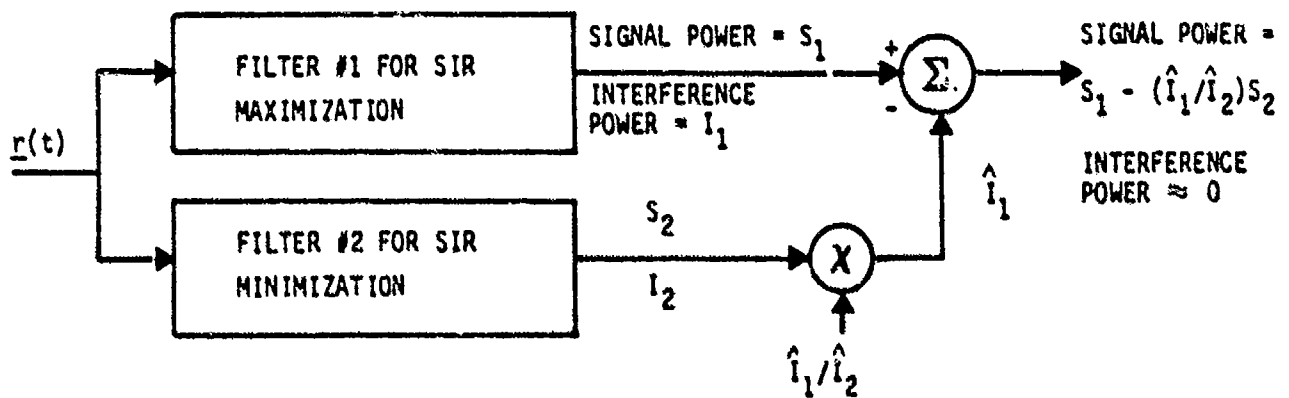 FILTER #1 FOR SIR
MAXIMIZATION
SIGNAL POWER = S₁
INTERFERENCE
POWER = I₁
+
-
Σ
SIGNAL POWER =
S₁ - (Î₁/Î₂)S₂
INTERFERENCE
POWER ≈ 0
r(t)
FILTER #2 FOR SIR
MINIMIZATION
S₂
I₂
X
Î₁
Î₁/Î₂